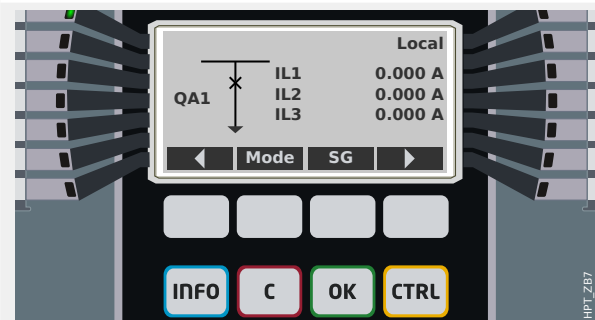 Local
IL1 0.000 A
QA1 IL2 0.000 A
IL3 0.000 A
Mode SG
INFO C OK CTRL
HPT_ZB7